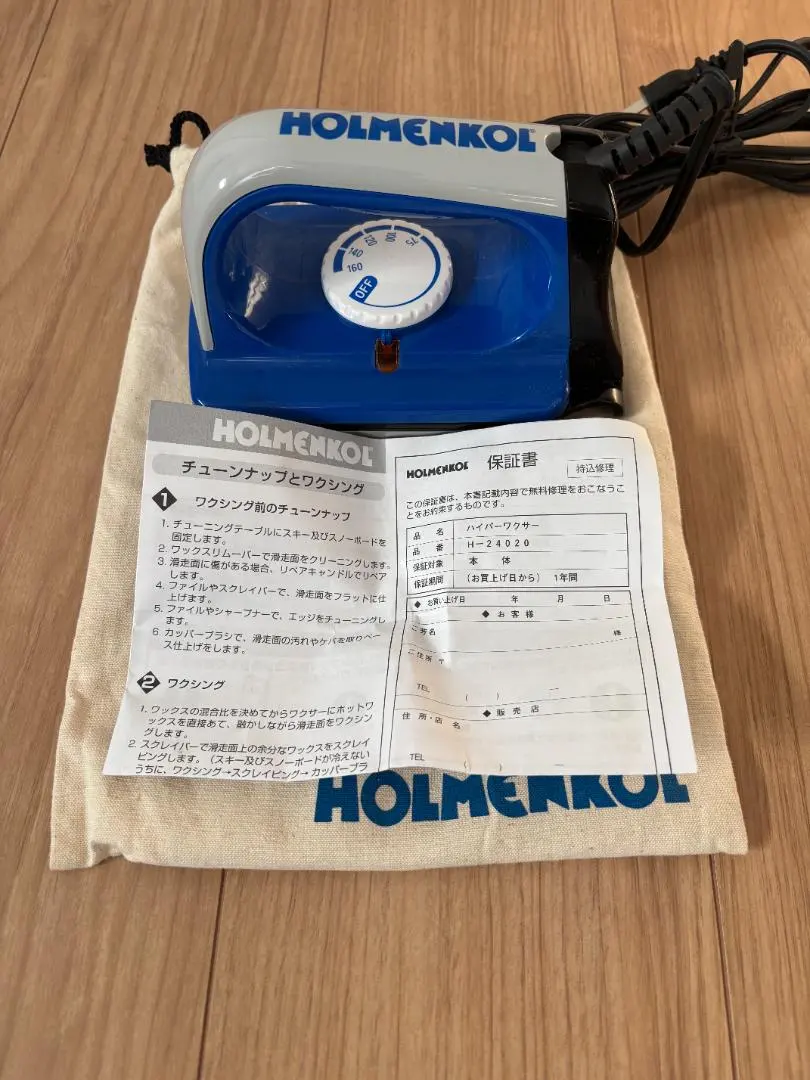 HOLMENKOL
75
100
120
140
160
OFF
HOLMENKOL
チューンナップとワクシング
1 ワクシング前のチューンナップ
1. チューニングテーブルにスキー及びスノーボードを
固定します。
2. ワックスリムーバーで滑走面をクリーニングします。
3. 滑走面に傷がある場合、リペアキャンドルでリペア
します。
4. ファイルやスクレイバーで、滑走面をフラットに仕
上げます。
5. ファイルやシャープナーで、エッジをチューニングし
ます。
6. カッパーブラシで、滑走面の汚れやケバを取りベー
ス仕上げをします。
2 ワクシング
1. ワックスの混合比を決めてからワクサーにホットワ
ックスを直接あて、融かしながら滑走面をワクシン
グします。
2. スクレイバーで滑走面上の余分なワックスをスクレイ
ピングします。(スキー及びスノーボードが冷えない
うちに、ワクシング→スクレイピング→カッパーブラ
HOLMENKOL 保証書 持込修理
この保証書は、本書記載内容で無料修理をおこなうこ
とをお約束するものです。
品 名 ハイパーワクサー
品 番 H-24020
保証対象 本 体
保証期間 (お買上げ日から) 1年間
◆ お買い上げ日 年 月 日
◆ お客様
ご芳名 様
ご住所 〒
TEL ( ) ー
◆ 販売店
住所・店名
TEL ( ) ー
HOLMENKOL